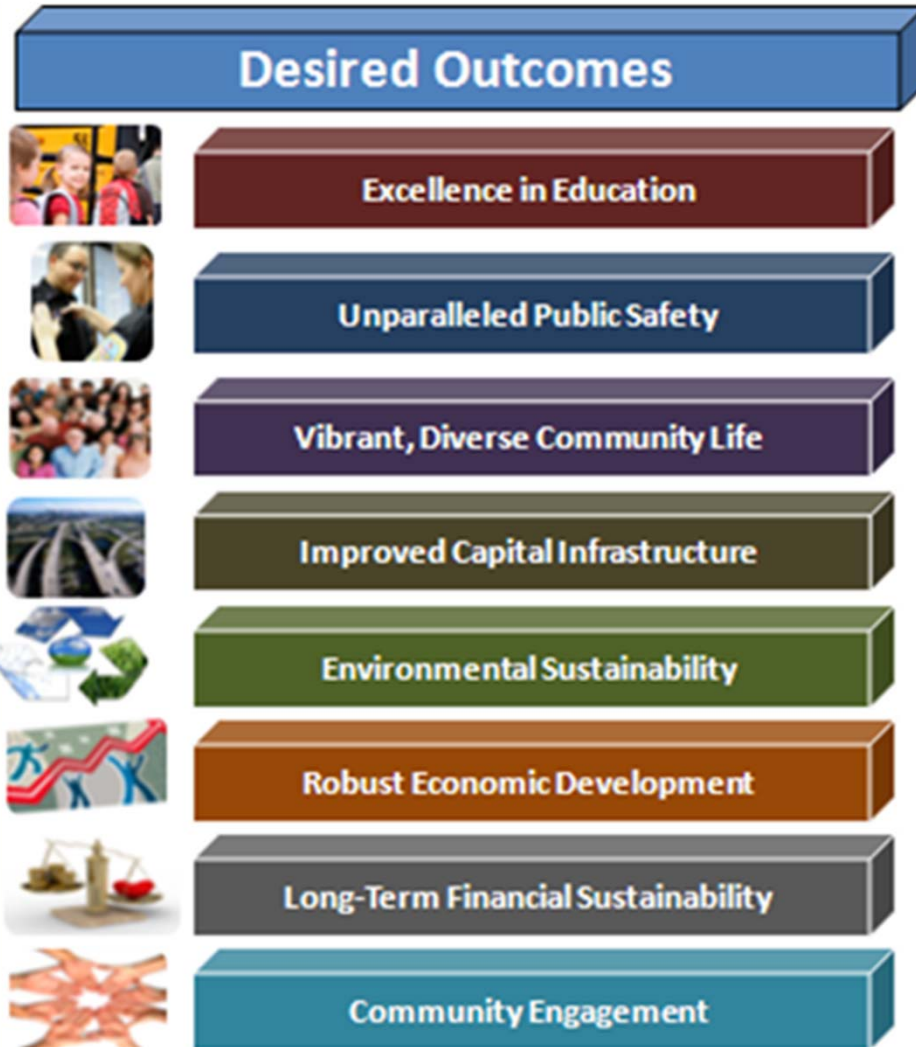 Desired Outcomes
Excellence in Education
Unparalleled Public Safety
Vibrant, Diverse Community Life
Improved Capital Infrastructure
Environmental Sustainability
Robust Economic Development
Long-Term Financial Sustainability
Community Engagement